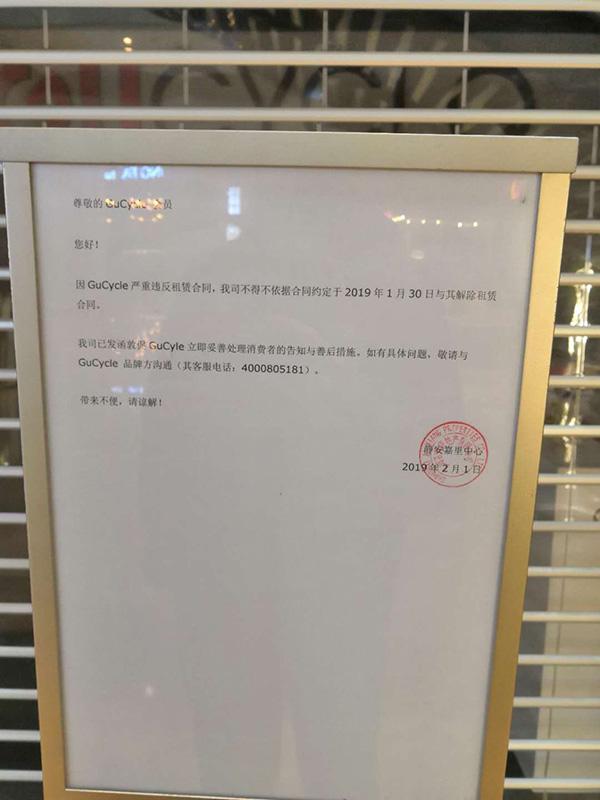 CYCLE
尊敬的 GuCycle 会员
您好！
因 GuCycle 严重违反租赁合同，我司不得不依据合同约定于 2019 年 1 月 30 日与其解除租赁
合同。
我司已发函敦促 GuCyle 立即妥善处理消费者的告知与善后措施。如有具体问题，敬请与
GuCycle 品牌方沟通（其客服电话：4000805181）。
带来不便，请谅解！
静安嘉里中心
2019 年 2 月 1 日